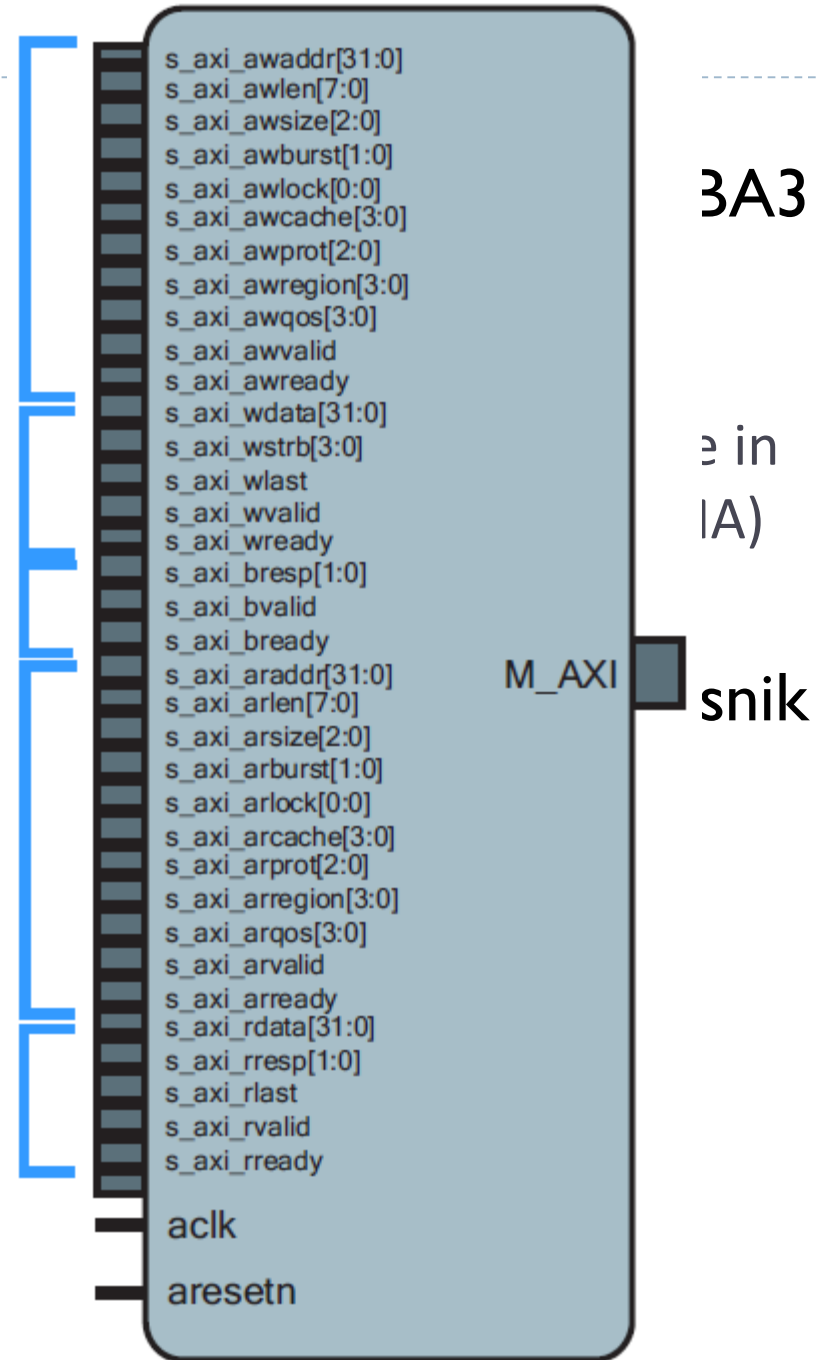 s_axi_awaddr[31:0]
s_axi_awlen[7:0]
s_axi_awsize[2:0]
s_axi_awburst[1:0]
s_axi_awlock[0:0]
s_axi_awcache[3:0]
s_axi_awprot[2:0]
s_axi_awregion[3:0]
s_axi_awqos[3:0]
s_axi_awvalid
s_axi_awready
s_axi_wdata[31:0]
s_axi_wstrb[3:0]
s_axi_wlast
s_axi_wvalid
s_axi_wready
s_axi_bresp[1:0]
s_axi_bvalid
s_axi_bready
s_axi_araddr[31:0]
s_axi_arlen[7:0]
s_axi_arsize[2:0]
s_axi_arburst[1:0]
s_axi_arlock[0:0]
s_axi_arcache[3:0]
s_axi_arprot[2:0]
s_axi_arregion[3:0]
s_axi_arqos[3:0]
s_axi_arvalid
s_axi_arready
s_axi_rdata[31:0]
s_axi_rresp[1:0]
s_axi_rlast
s_axi_rvalid
s_axi_rready
aclk
aresetn
M_AXI
BA3
in
snik